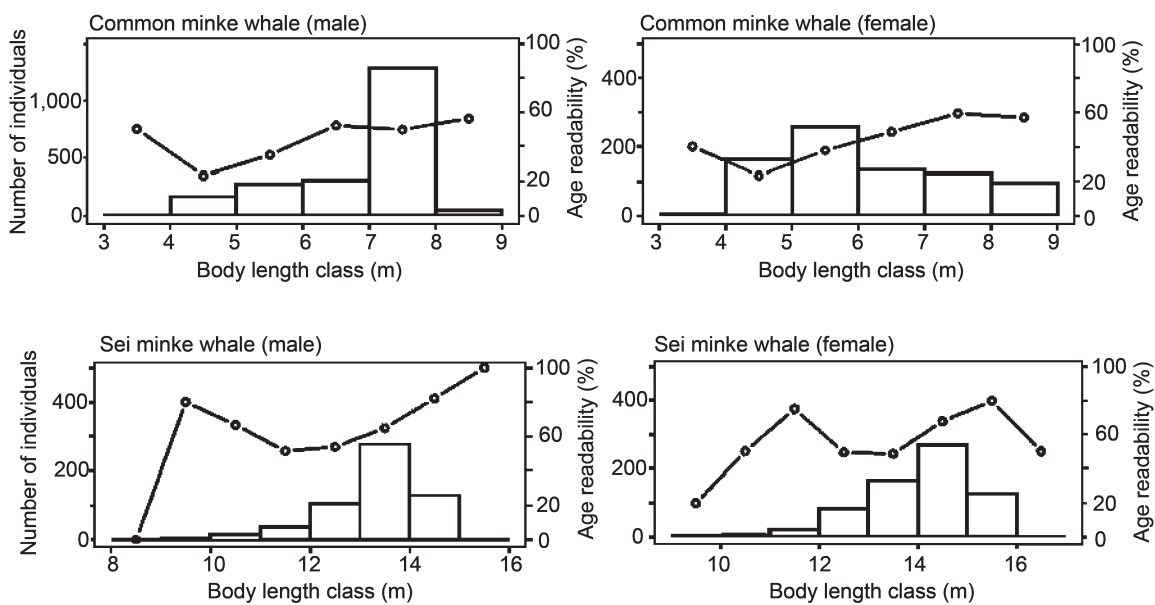 Common minke whale (male)
Number of individuals
1,000
500
0
100
60
20
0
Age readability (%)
3 4 5 6 7 8 9
Body length class (m)
Common minke whale (female)
400
200
0
100
60
20
0
Age readability (%)
3 4 5 6 7 8 9
Body length class (m)
Sei minke whale (male)
Number of individuals
400
200
0
100
60
20
0
Age readability (%)
8 10 12 14 16
Body length class (m)
Sei minke whale (female)
400
200
0
100
60
20
0
Age readability (%)
10 12 14 16
Body length class (m)